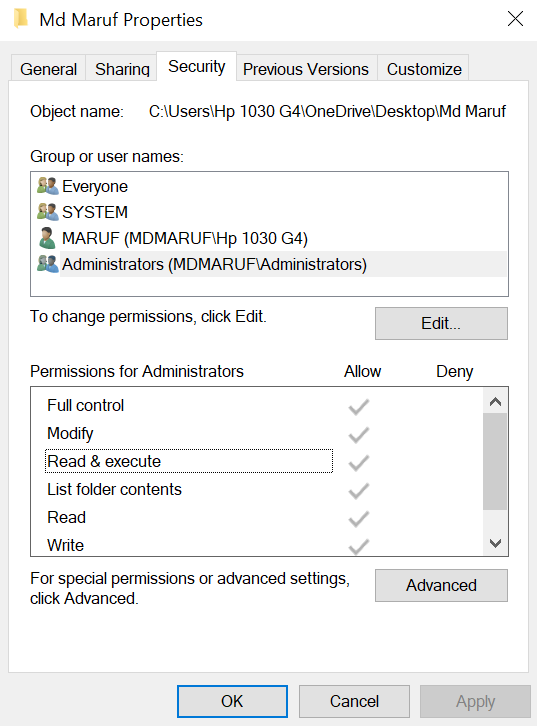 Md Maruf Properties
General Sharing Security Previous Versions Customize
Object name: C:\Users\Hp 1030 G4\OneDrive\Desktop\Md Maruf
Group or user names:
Everyone
SYSTEM
MARUF (MDMARUF\Hp 1030 G4)
Administrators (MDMARUF\Administrators)
To change permissions, click Edit.
Edit...
Permissions for Administrators Allow Deny
Full control
Modify
Read & execute
List folder contents
Read
Write
For special permissions or advanced settings,
click Advanced.
Advanced
OK Cancel Apply